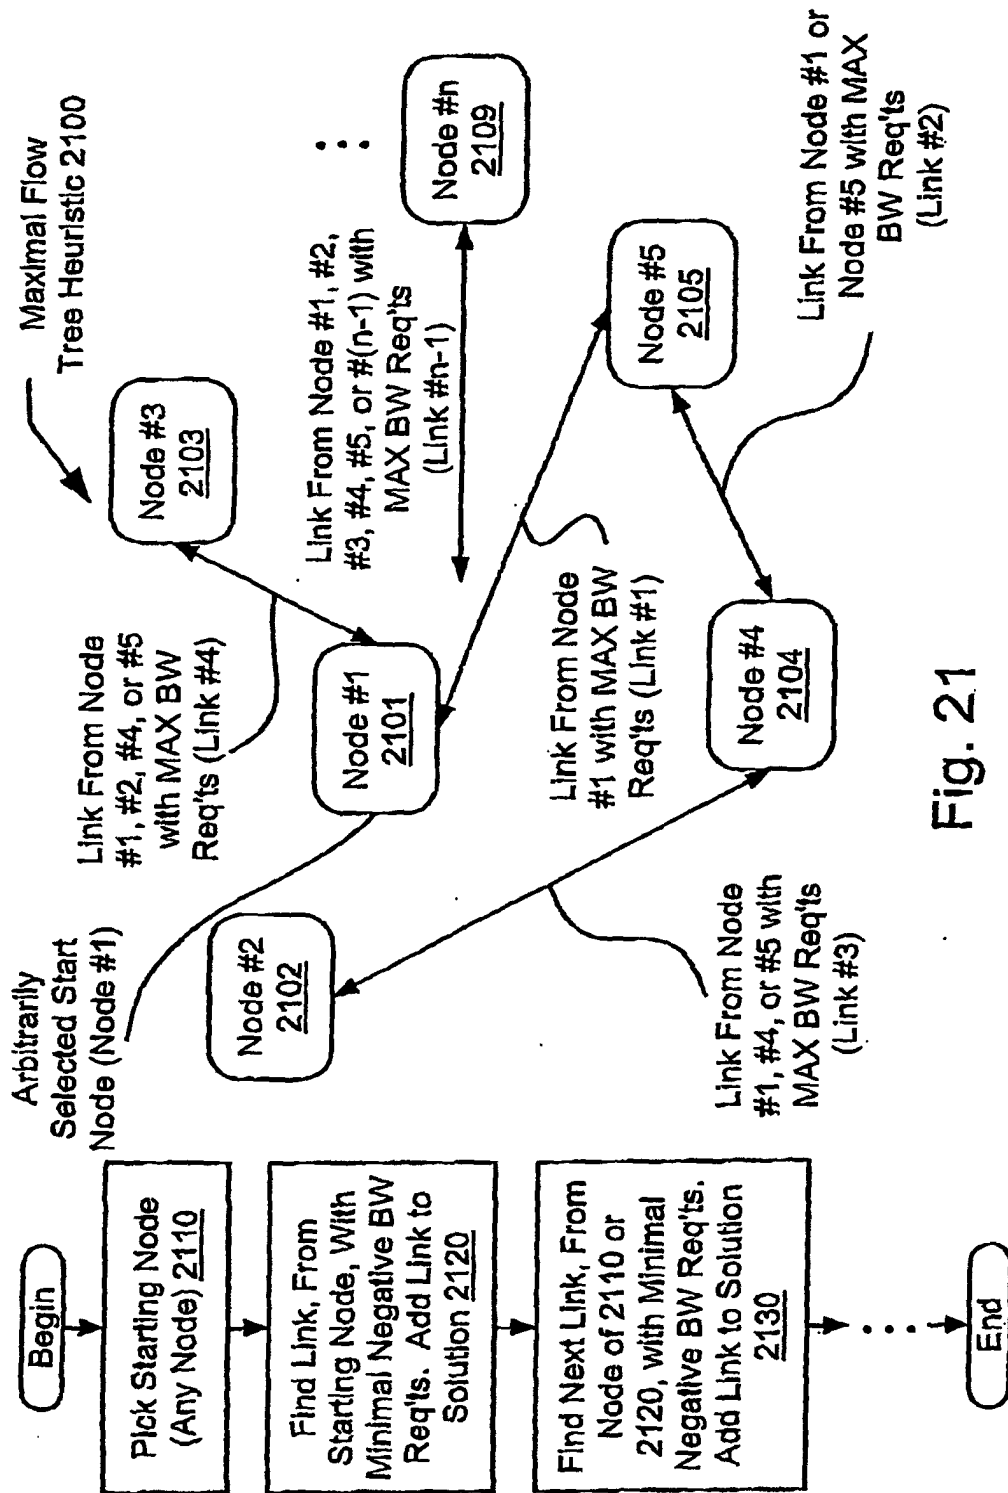 Maximal Flow
Tree Heuristic 2100
Begin
Pick Starting Node
(Any Node) 2110
Find Link, From
Starting Node, With
Minimal Negative BW
Req'ts. Add Link to
Solution 2120
Find Next Link, From
Node of 2110 or
2120, with Minimal
Negative BW Req'ts.
Add Link to Solution
2130
End
Arbitrarily
Selected Start
Node (Node #1)
Link From Node
#1, #2, #4, or #5
with MAX BW
Req'ts (Link #4)
Node #3
2103
Node #2
2102
Node #1
2101
Link From Node #1, #2,
#3, #4, #5, or #(n-1) with
MAX BW Req'ts
(Link #n-1)
Node #n
2109
Link From Node
#1 with MAX BW
Req'ts (Link #1)
Node #5
2105
Node #4
2104
Link From Node
#1, #4, or #5 with
MAX BW Req'ts
(Link #3)
Link From Node #1 or
Node #5 with MAX
BW Req'ts
(Link #2)
Fig. 21